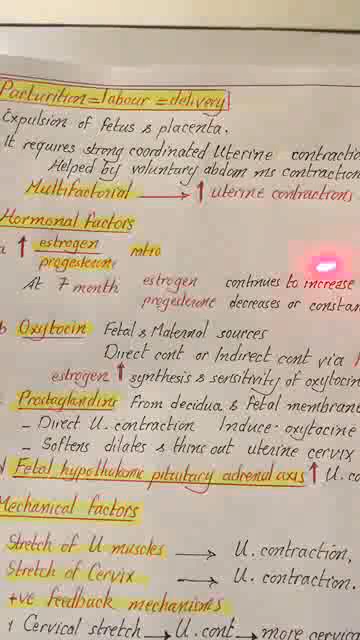 Parturition = labour = delivery
Expulsion of fetus & placenta.
It requires strong coordinated Uterine contractio
Helped by voluntary abdom ms contraction
Multifactorial → ↑ uterine contractions
Hormonal Factors
a ↑ estrogen ratio
progesterone
At 7 month estrogen continues to increase
progesterone decreases or constan
b Oxytocin Fetal & Maternal sources
Direct cont or Indirect cont via
estrogen ↑ synthesis & sensitivity of oxytocin
Prostaglandins From decidua & fetal membrane
- Direct U. contraction Induce oxytocine
- Softens dilates & thins out uterine cervix
d Fetal hypothalamic pituitary adrenal axis ↑ U. co
Mechanical factors
Stretch of U muscles → U. contraction,
Stretch of Cervix → U. contraction.
+ve feedback mechanisms
1 Cervical stretch → U. cont → more cervic